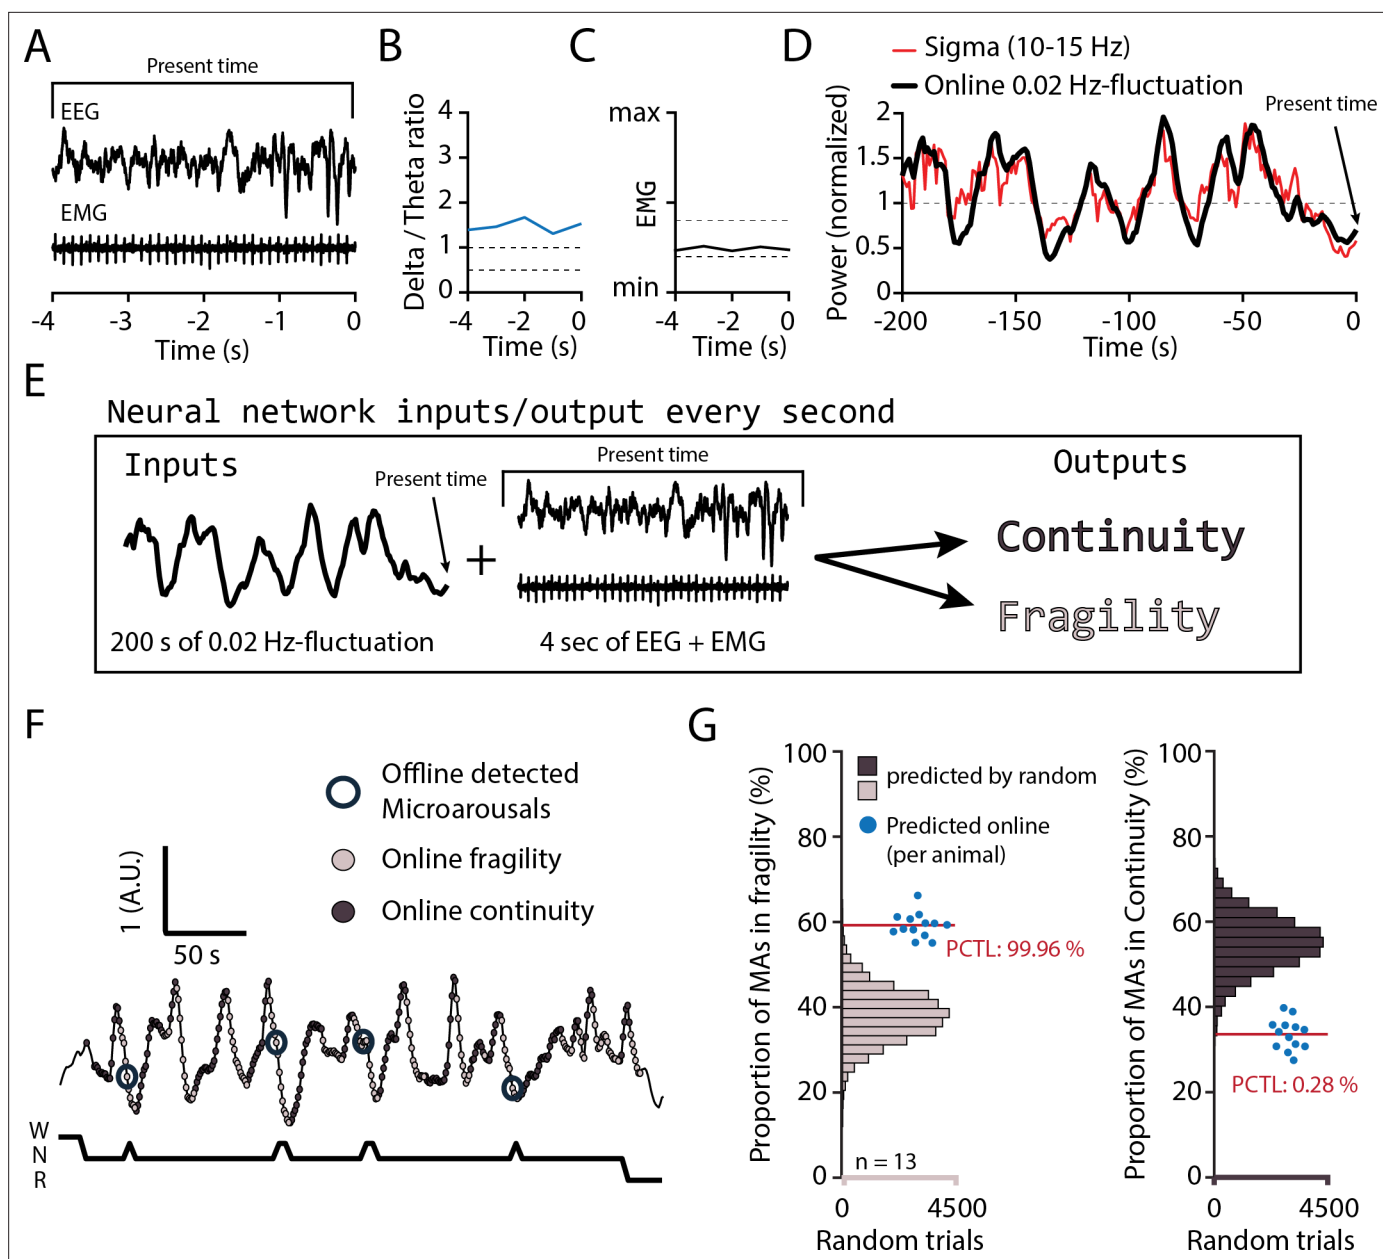 A
Present time
EEG
EMG
-4 -3 -2 -1 0
Time (s)
B
Delta / Theta ratio
4
3
2
1
0
-4 -2 0
Time (s)
C
max
EMG
min
-4 -2 0
Time (s)
D
Sigma (10-15 Hz)
Online 0.02 Hz-fluctuation
Present time
Power (normalized)
2
1.5
1
0.5
0
-200 -150 -100 -50 0
Time (s)
E
Neural network inputs/output every second
Inputs
Present time
Present time
Outputs
+
Continuity
Fragility
200 s of 0.02 Hz-fluctuation
4 sec of EEG + EMG
F
Offline detected
Microarousals
Online fragility
Online continuity
1 (A.U.)
50 s
W
N
R
G
Proportion of MAs in fragility (%)
100
80
60
40
20
0
predicted by random
Predicted online
(per animal)
PCTL: 99.96 %
n = 13
0 4500
Random trials
Proportion of MAs in Continuity (%)
100
80
60
40
20
0
PCTL: 0.28 %
0 4500
Random trials